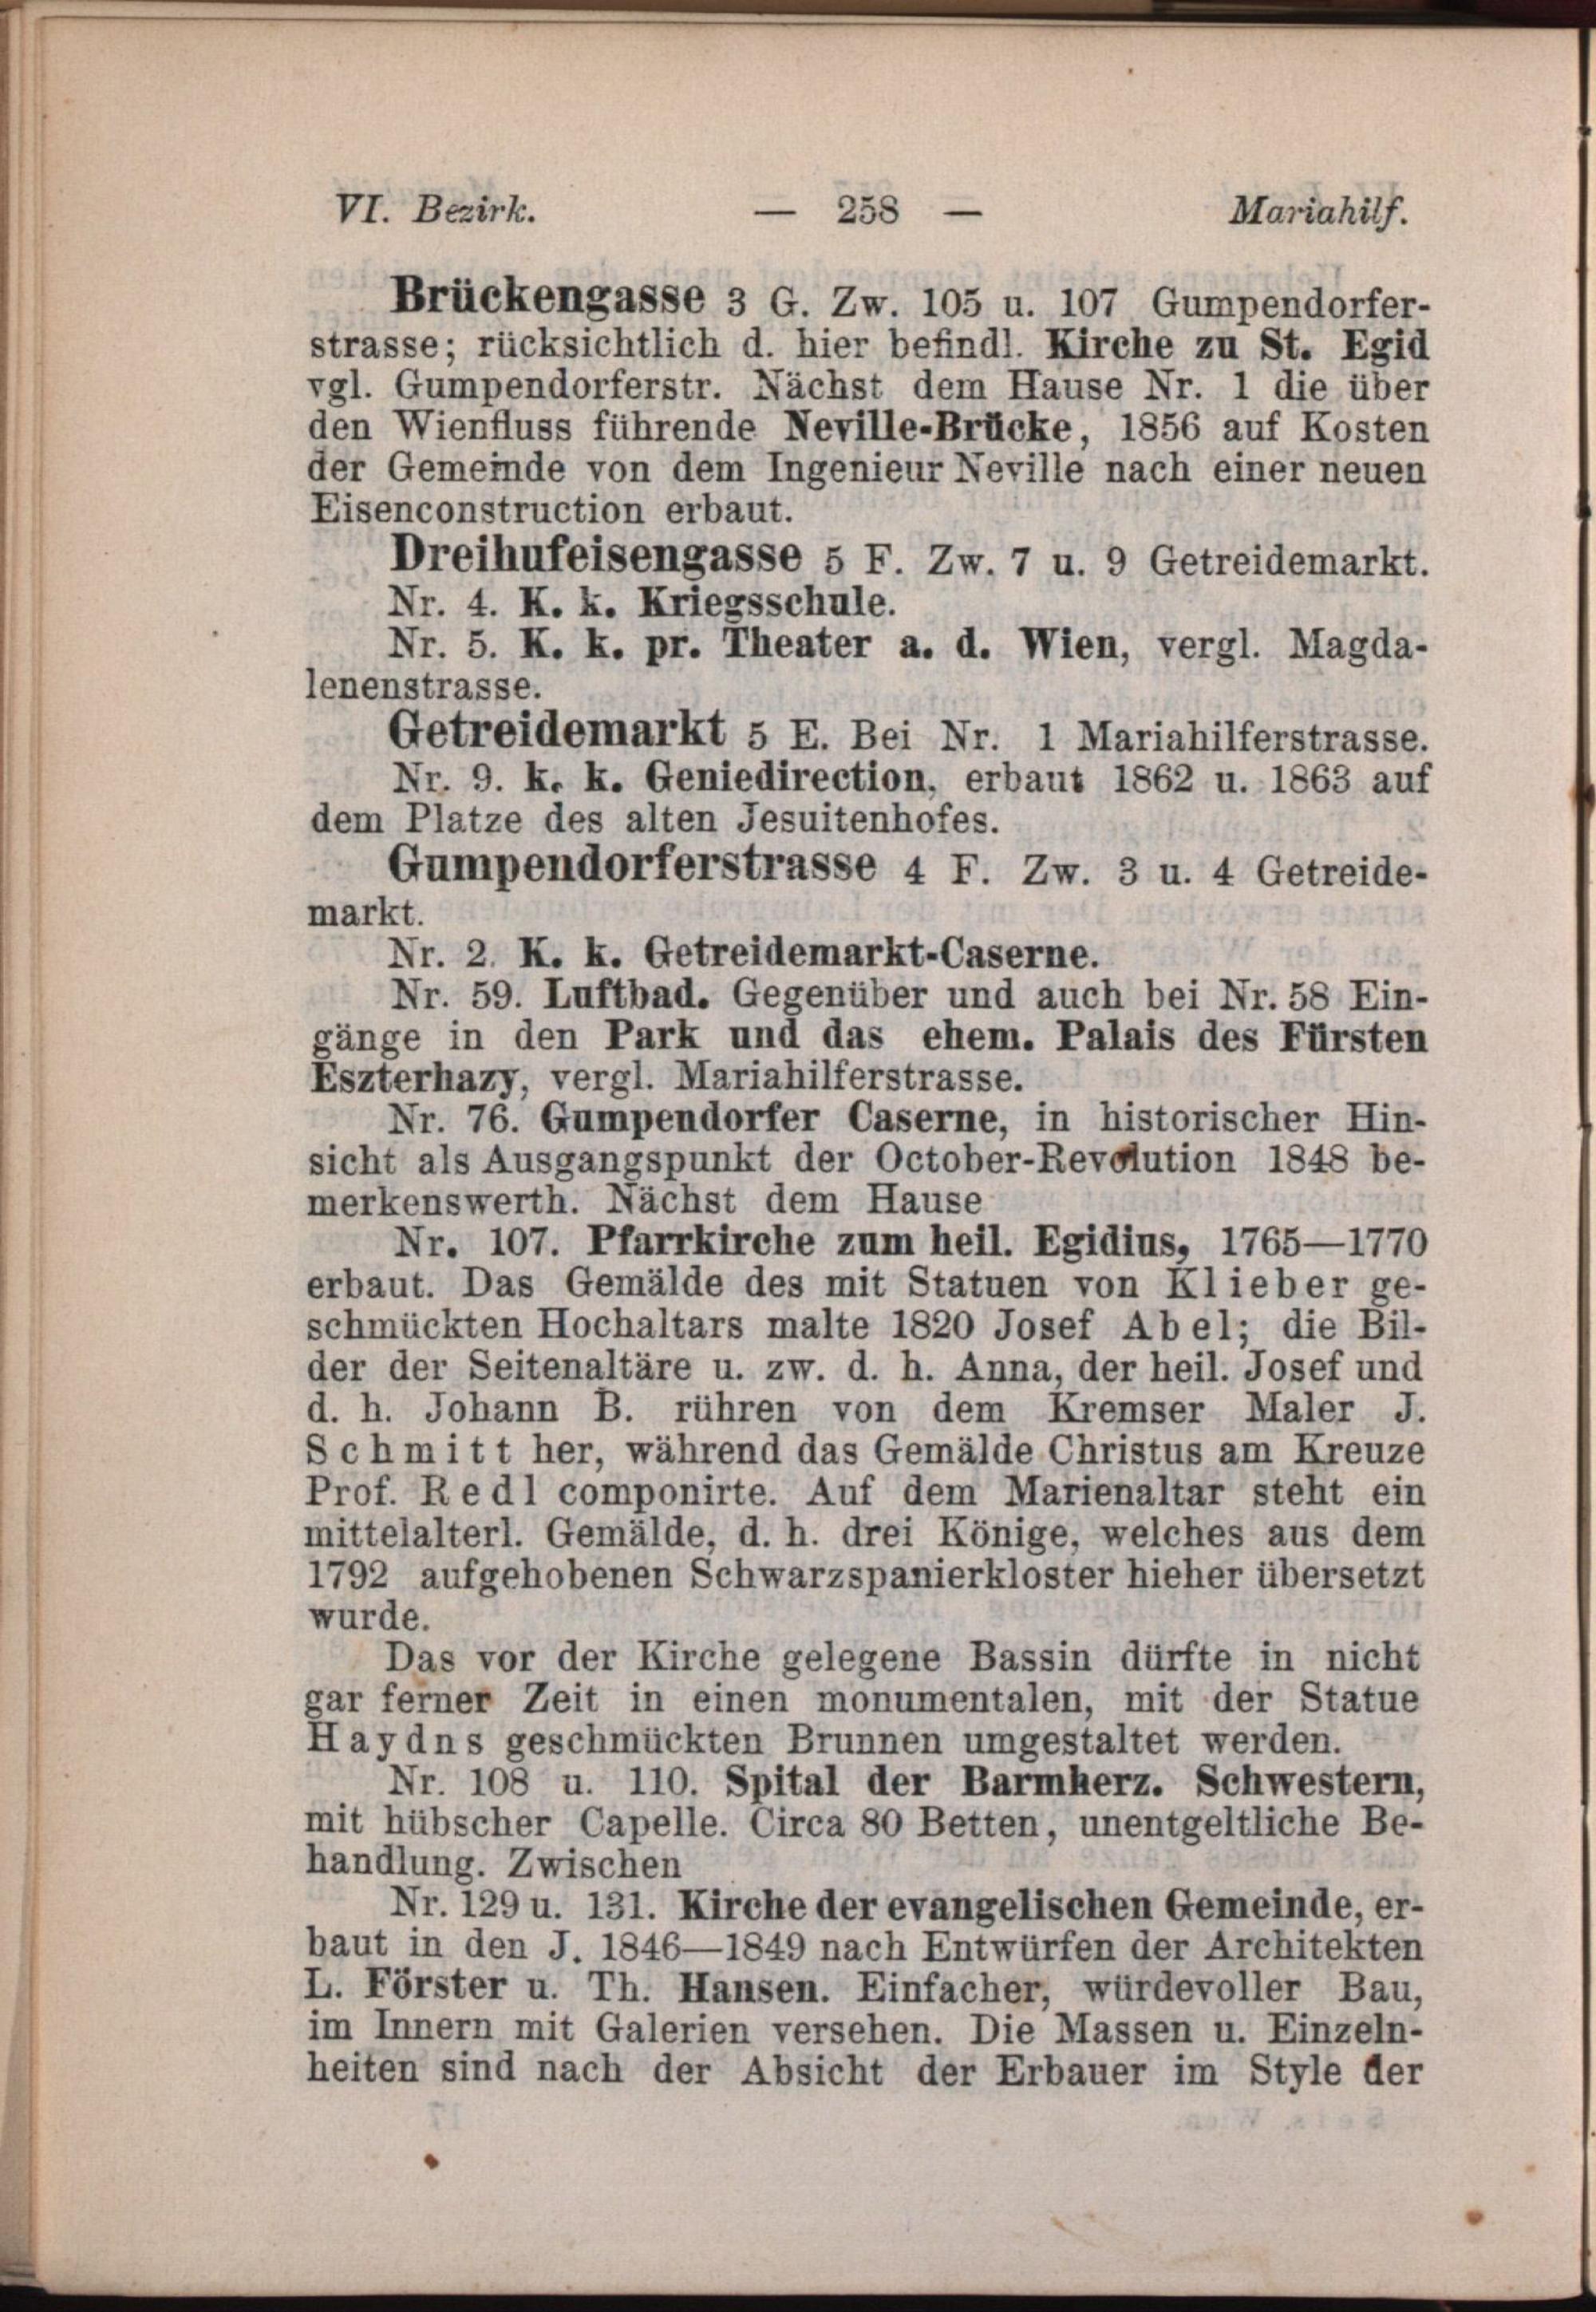 VI. Bezirk. — 258 — Mariahilf.
Brückengasse 3 G. Zw. 105 u. 107 Gumpendorfer-
strasse; rücksichtlich d. hier befindl. Kirche zu St. Egid
vgl. Gumpendorferstr. Nächst dem Hause Nr. 1 die über
den Wienfluss führende Neville-Brücke, 1856 auf Kosten
der Gemeinde von dem Ingenieur Neville nach einer neuen
Eisenconstruction erbaut.
Dreihufeisengasse 5 F. Zw. 7 u. 9 Getreidemarkt.
Nr. 4. K. k. Kriegsschule.
Nr. 5. K. k. pr. Theater a. d. Wien, vergl. Magda-
lenenstrasse.
Getreidemarkt 5 E. Bei Nr. 1 Mariahilferstrasse.
Nr. 9. k. k. Geniedirection, erbaut 1862 u. 1863 auf
dem Platze des alten Jesuitenhofes.
Gumpendorferstrasse 4 F. Zw. 3 u. 4 Getreide-
markt.
Nr. 2. K. k. Getreidemarkt-Caserne.
Nr. 59. Luftbad. Gegenüber und auch bei Nr. 58 Ein-
gänge in den Park und das ehem. Palais des Fürsten
Eszterhazy, vergl. Mariahilferstrasse.
Nr. 76. Gumpendorfer Caserne, in historischer Hin-
sicht als Ausgangspunkt der October-Revolution 1848 be-
merkenswerth. Nächst dem Hause
Nr. 107. Pfarrkirche zum heil. Egidius, 1765—1770
erbaut. Das Gemälde des mit Statuen von Klieber ge-
schmückten Hochaltars malte 1820 Josef Abel; die Bil-
der der Seitenaltäre u. zw. d. h. Anna, der heil. Josef und
d. h. Johann B. rühren von dem Kremser Maler J.
Schmitt her, während das Gemälde Christus am Kreuze
Prof. Redl componirte. Auf dem Marienaltar steht ein
mittelalterl. Gemälde, d. h. drei Könige, welches aus dem
1792 aufgehobenen Schwarzspanierkloster hieher übersetzt
wurde.
Das vor der Kirche gelegene Bassin dürfte in nicht
gar ferner Zeit in einen monumentalen, mit der Statue
Haydns geschmückten Brunnen umgestaltet werden.
Nr. 108 u. 110. Spital der Barmherz. Schwestern,
mit hübscher Capelle. Circa 80 Betten, unentgeltliche Be-
handlung. Zwischen
Nr. 129 u. 131. Kirche der evangelischen Gemeinde, er-
baut in den J. 1846—1849 nach Entwürfen der Architekten
L. Förster u. Th. Hansen. Einfacher, würdevoller Bau,
im Innern mit Galerien versehen. Die Massen u. Einzeln-
heiten sind nach der Absicht der Erbauer im Style der